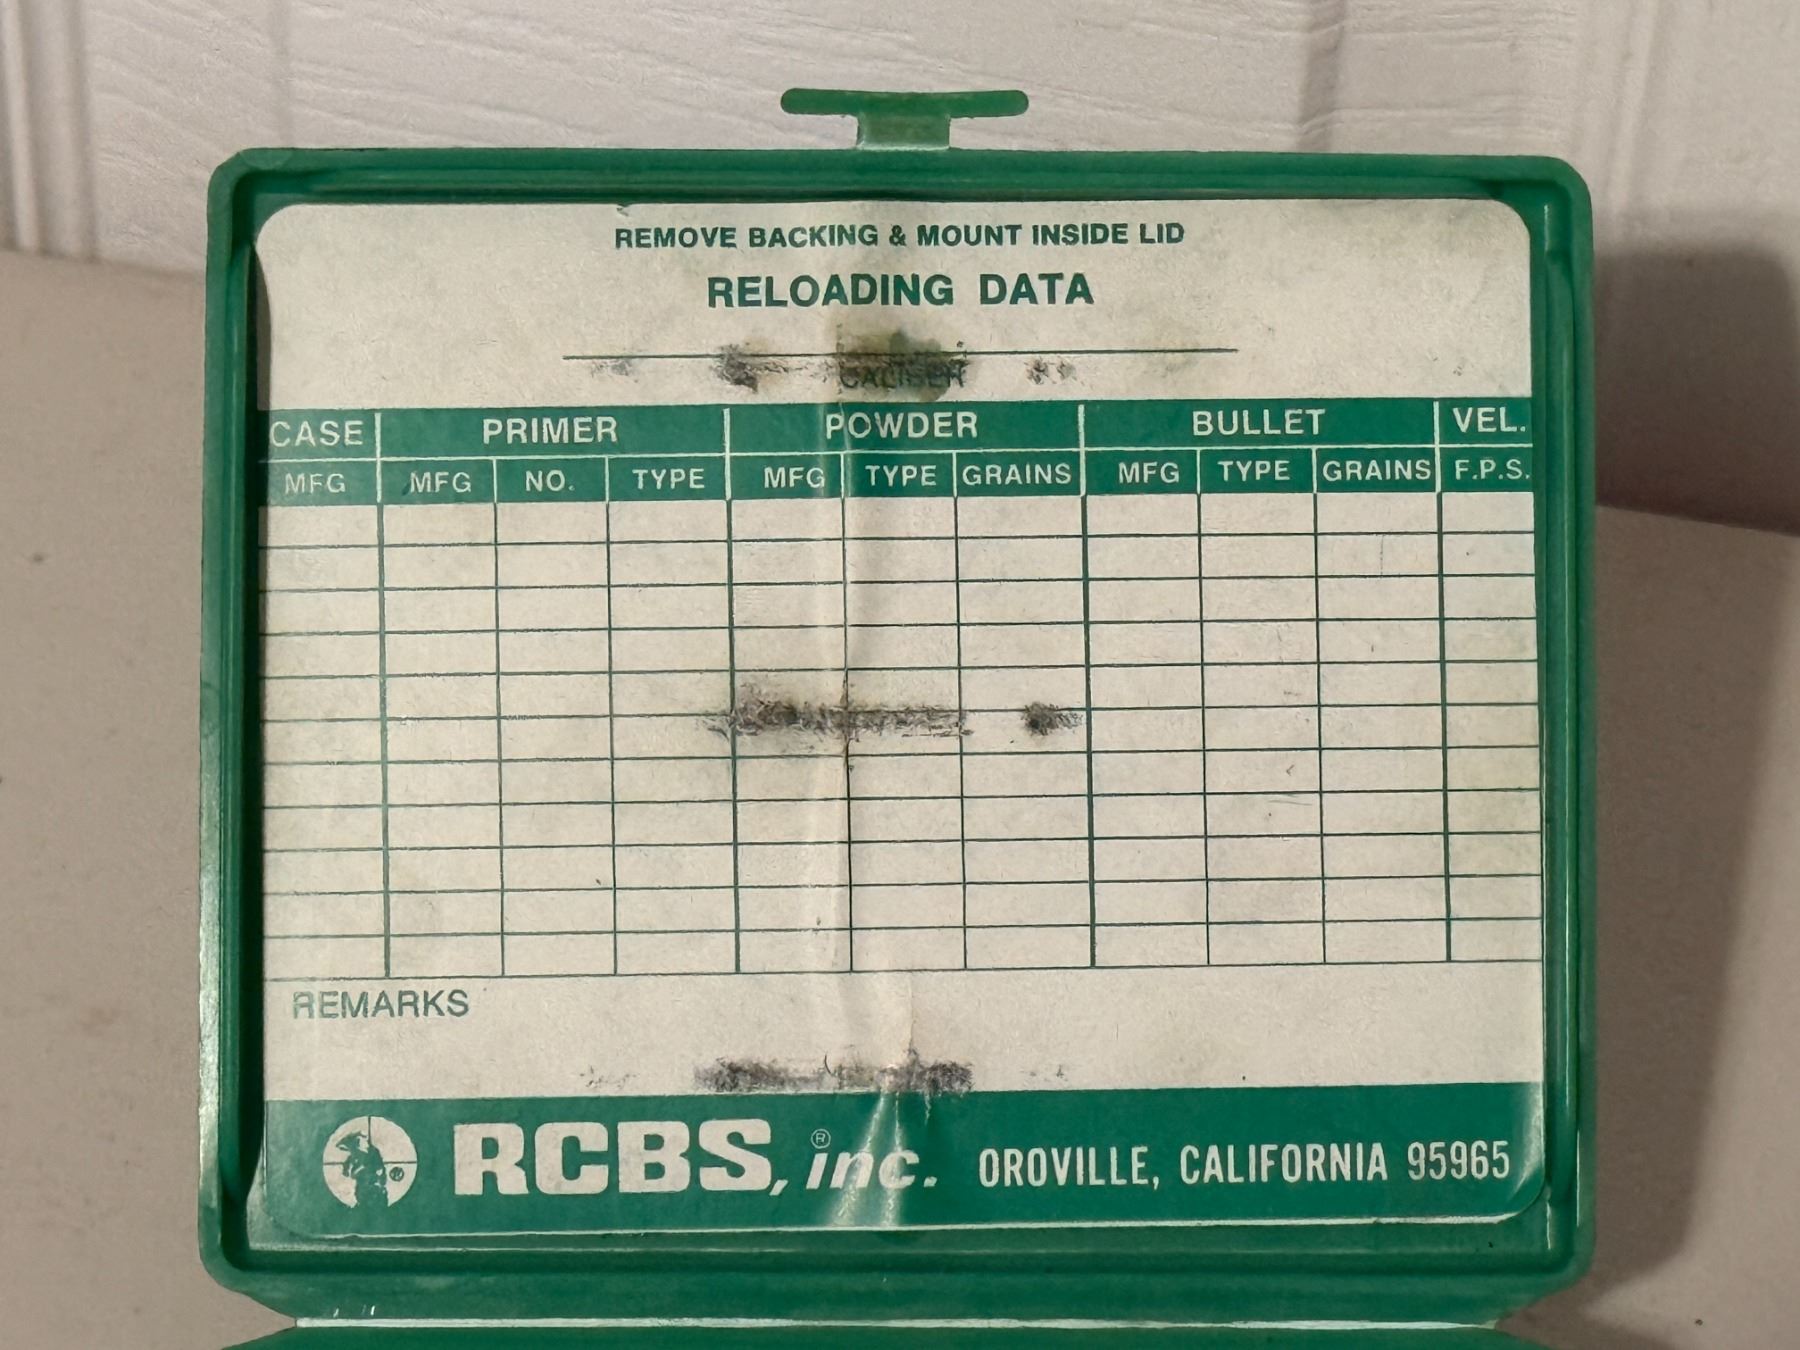 REMOVE BACKING & MOUNT INSIDE LID
RELOADING DATA
CALIBER
CASE PRIMER POWDER BULLET VEL.
MFG MFG NO. TYPE MFG TYPE GRAINS MFG TYPE GRAINS F.P.S.
REMARKS
® RCBS,® inc. OROVILLE, CALIFORNIA 95965